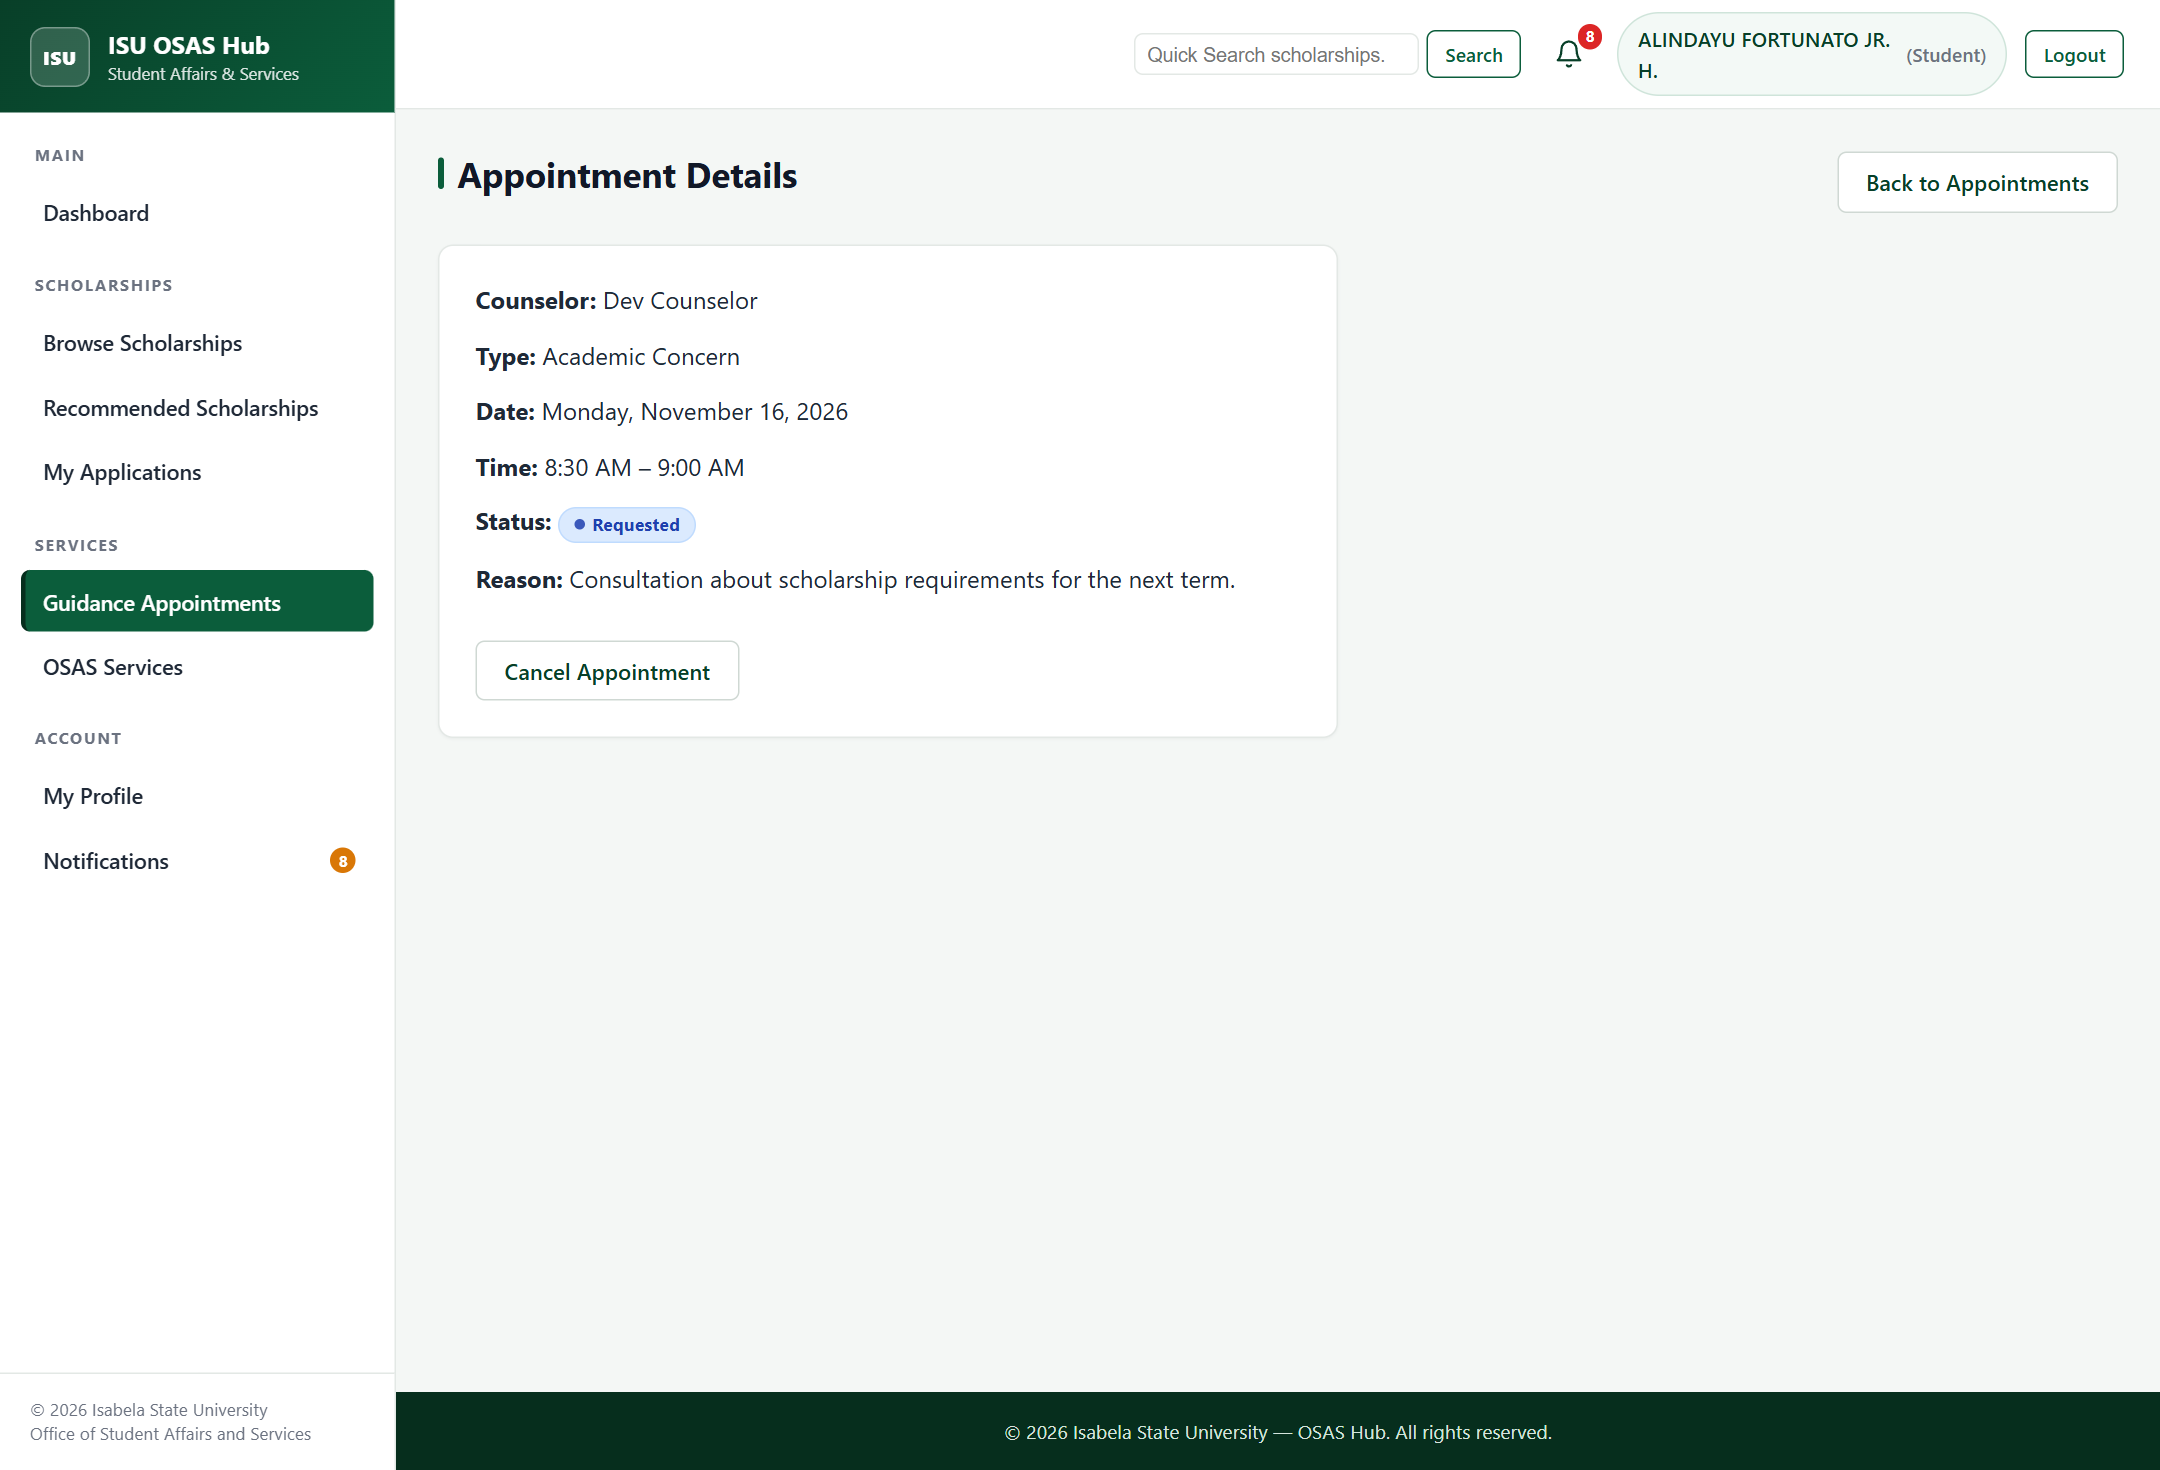 ISU
ISU OSAS Hub
Student Affairs & Services
Quick Search scholarships.
Search
8
ALINDAYU FORTUNATO JR. H.
(Student)
Logout
MAIN
Dashboard
SCHOLARSHIPS
Browse Scholarships
Recommended Scholarships
My Applications
SERVICES
Guidance Appointments
OSAS Services
ACCOUNT
My Profile
Notifications
8
© 2026 Isabela State University
Office of Student Affairs and Services
Appointment Details
Back to Appointments
Counselor: Dev Counselor
Type: Academic Concern
Date: Monday, November 16, 2026
Time: 8:30 AM – 9:00 AM
Status: Requested
Reason: Consultation about scholarship requirements for the next term.
Cancel Appointment
© 2026 Isabela State University — OSAS Hub. All rights reserved.